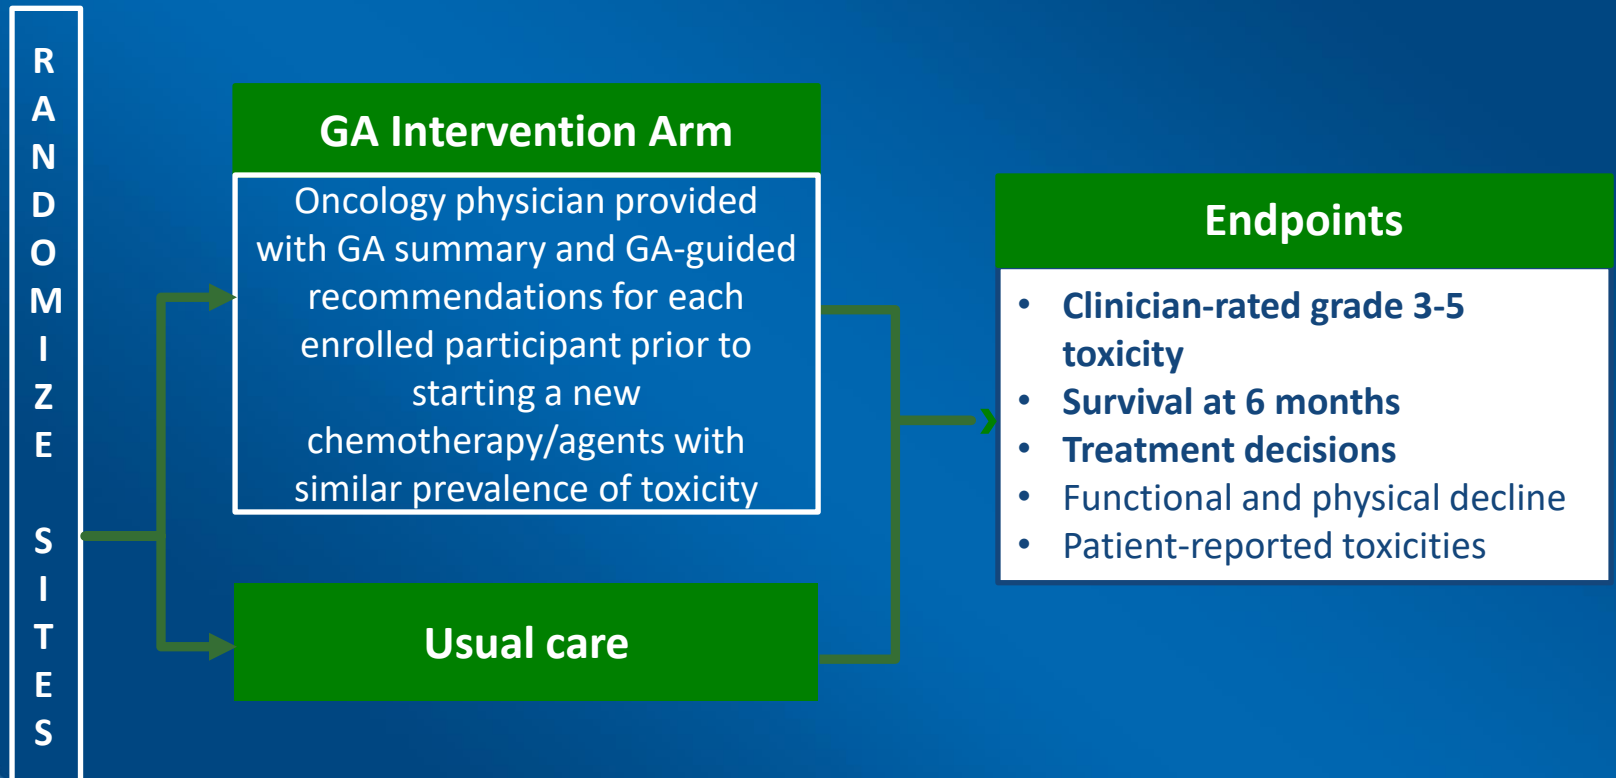 RANDOMIZE SITES
GA Intervention Arm
Oncology physician provided
with GA summary and GA-guided
recommendations for each
enrolled participant prior to
starting a new
chemotherapy/agents with
similar prevalence of toxicity
Usual care
Endpoints
• Clinician-rated grade 3-5
toxicity
• Survival at 6 months
• Treatment decisions
• Functional and physical decline
• Patient-reported toxicities